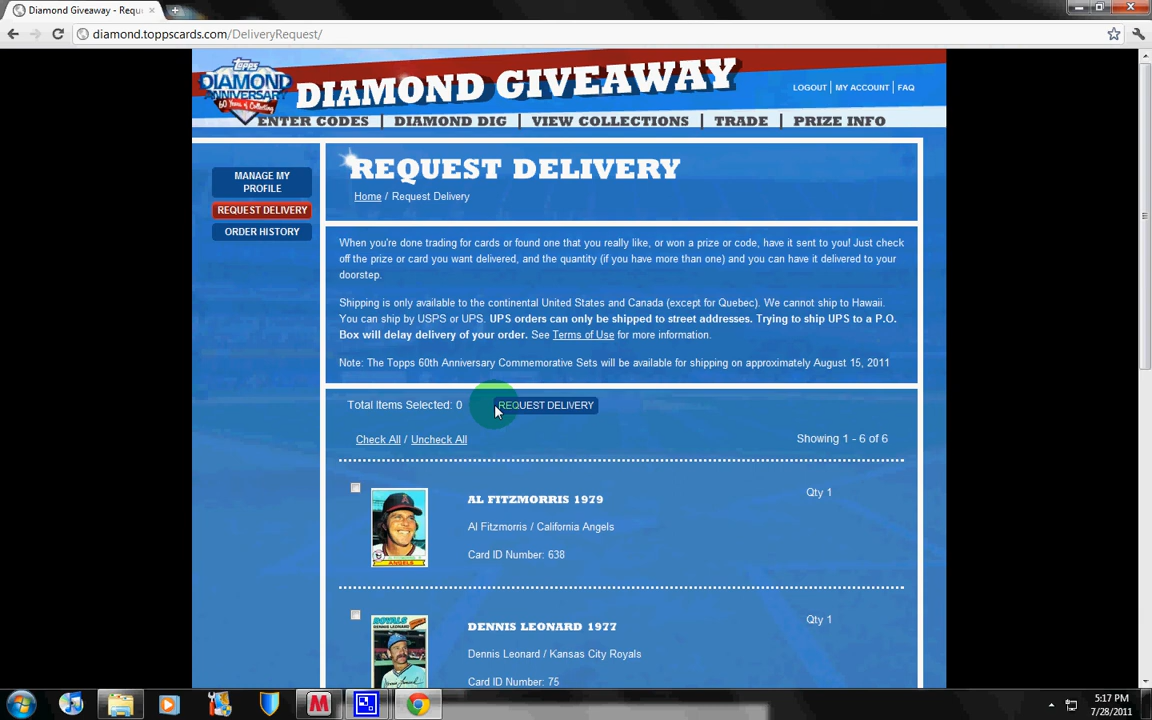 Diamond Giveaway - Requ
diamond.toppscards.com/DeliveryRequest/
Topps
DIAMOND
ANNIVERSARY
60 Years of Collecting
DIAMOND GIVEAWAY
LOGOUT | MY ACCOUNT | FAQ
ENTER CODES | DIAMOND DIG | VIEW COLLECTIONS | TRADE | PRIZE INFO
MANAGE MY
PROFILE
REQUEST DELIVERY
ORDER HISTORY
REQUEST DELIVERY
Home / Request Delivery
When you're done trading for cards or found one that you really like, or won a prize or code, have it sent to you! Just check
off the prize or card you want delivered, and the quantity (if you have more than one) and you can have it delivered to your
doorstep.
Shipping is only available to the continental United States and Canada (except for Quebec). We cannot ship to Hawaii.
You can ship by USPS or UPS. UPS orders can only be shipped to street addresses. Trying to ship UPS to a P.O.
Box will delay delivery of your order. See Terms of Use for more information.
Note: The Topps 60th Anniversary Commemorative Sets will be available for shipping on approximately August 15, 2011
Total Items Selected: 0 REQUEST DELIVERY
Check All / Uncheck All
Showing 1 - 6 of 6
AL FITZMORRIS 1979
Qty 1
Al Fitzmorris / California Angels
Card ID Number: 638
ANGELS
DENNIS LEONARD 1977
Qty 1
ROYALS
Dennis Leonard / Kansas City Royals
Card ID Number: 75
5:17 PM
7/28/2011